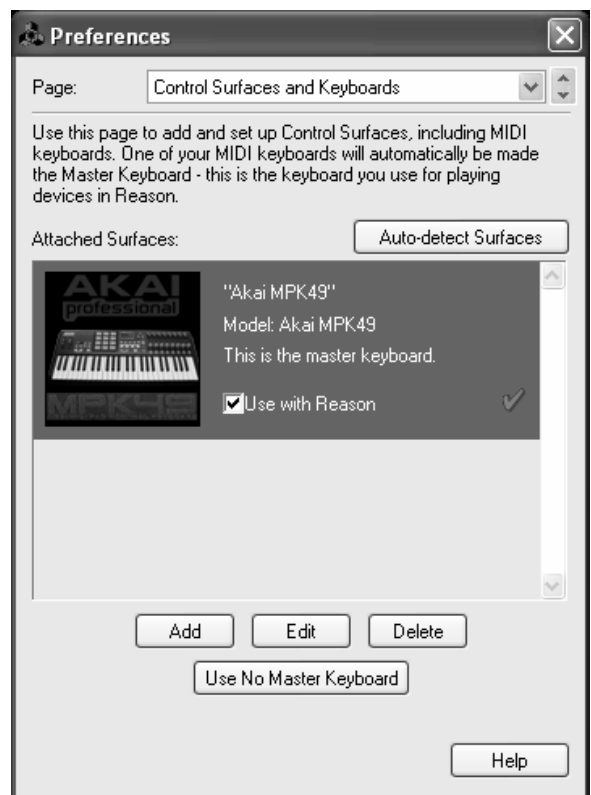 Preferences
Page: Control Surfaces and Keyboards
Use this page to add and set up Control Surfaces, including MIDI
keyboards. One of your MIDI keyboards will automatically be made
the Master Keyboard - this is the keyboard you use for playing
devices in Reason.
Attached Surfaces: Auto-detect Surfaces
AKAI
professional
MPK49
"Akai MPK49"
Model: Akai MPK49
This is the master keyboard.
Use with Reason
Add Edit Delete
Use No Master Keyboard
Help